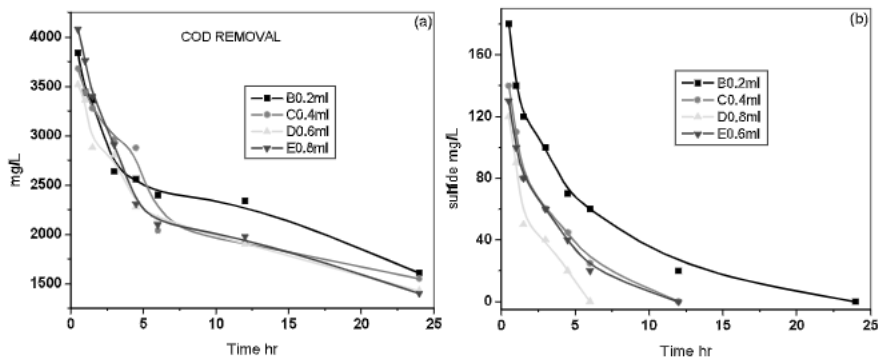 (a)
COD REMOVAL
4000
3500
3000
2500
2000
1500
mg/L
B0.2ml
C0.4ml
D0.6ml
E0.8ml
0 5 10 15 20 25
Time hr
(b)
160
120
80
40
0
sulfide mg/L
B0.2ml
C0.4ml
D0.8ml
E0.6ml
0 5 10 15 20 25
Time hr